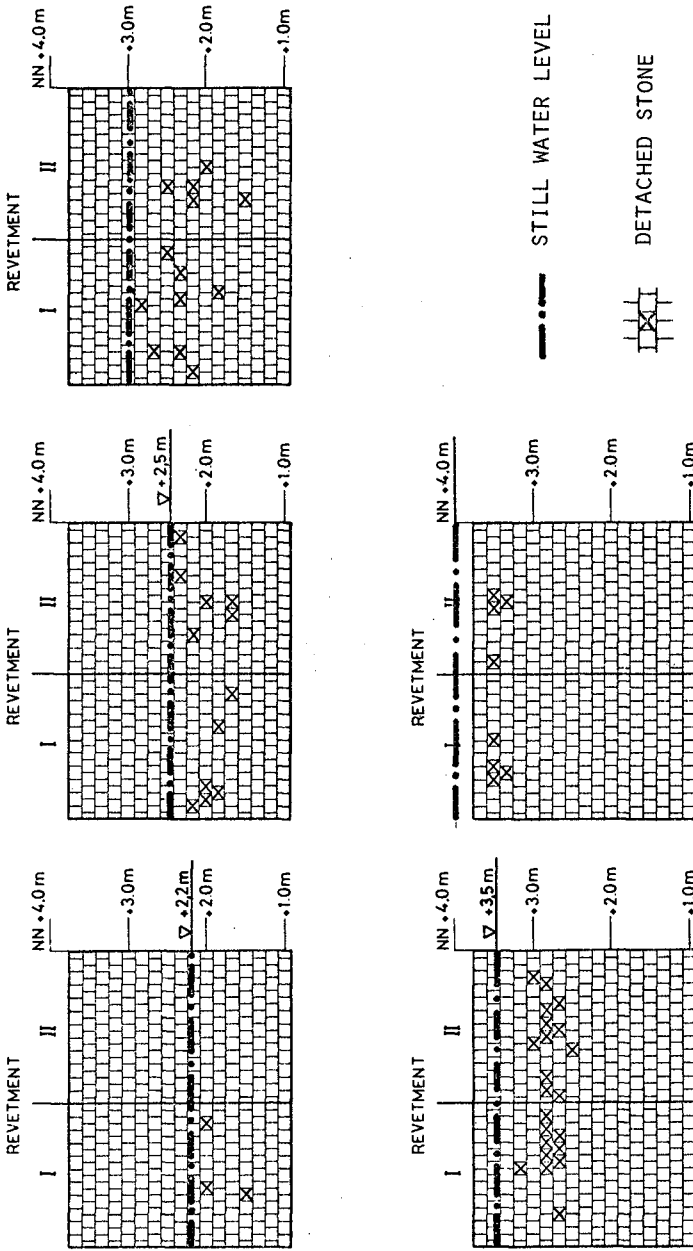 REVETMENT
I II
NN +4.0m
+3.0m
▽ +2,2m
+2.0m
+1.0m
REVETMENT
I II
NN +4.0m
+3.0m
▽ +2,5m
+2.0m
+1.0m
REVETMENT
I II
NN +4.0m
+3.0m
+2.0m
+1.0m
REVETMENT
I II
NN +4.0m
▽ +3,5m
+3.0m
+2.0m
+1.0m
REVETMENT
I II
NN +4.0m
+3.0m
+2.0m
+1.0m
STILL WATER LEVEL
DETACHED STONE